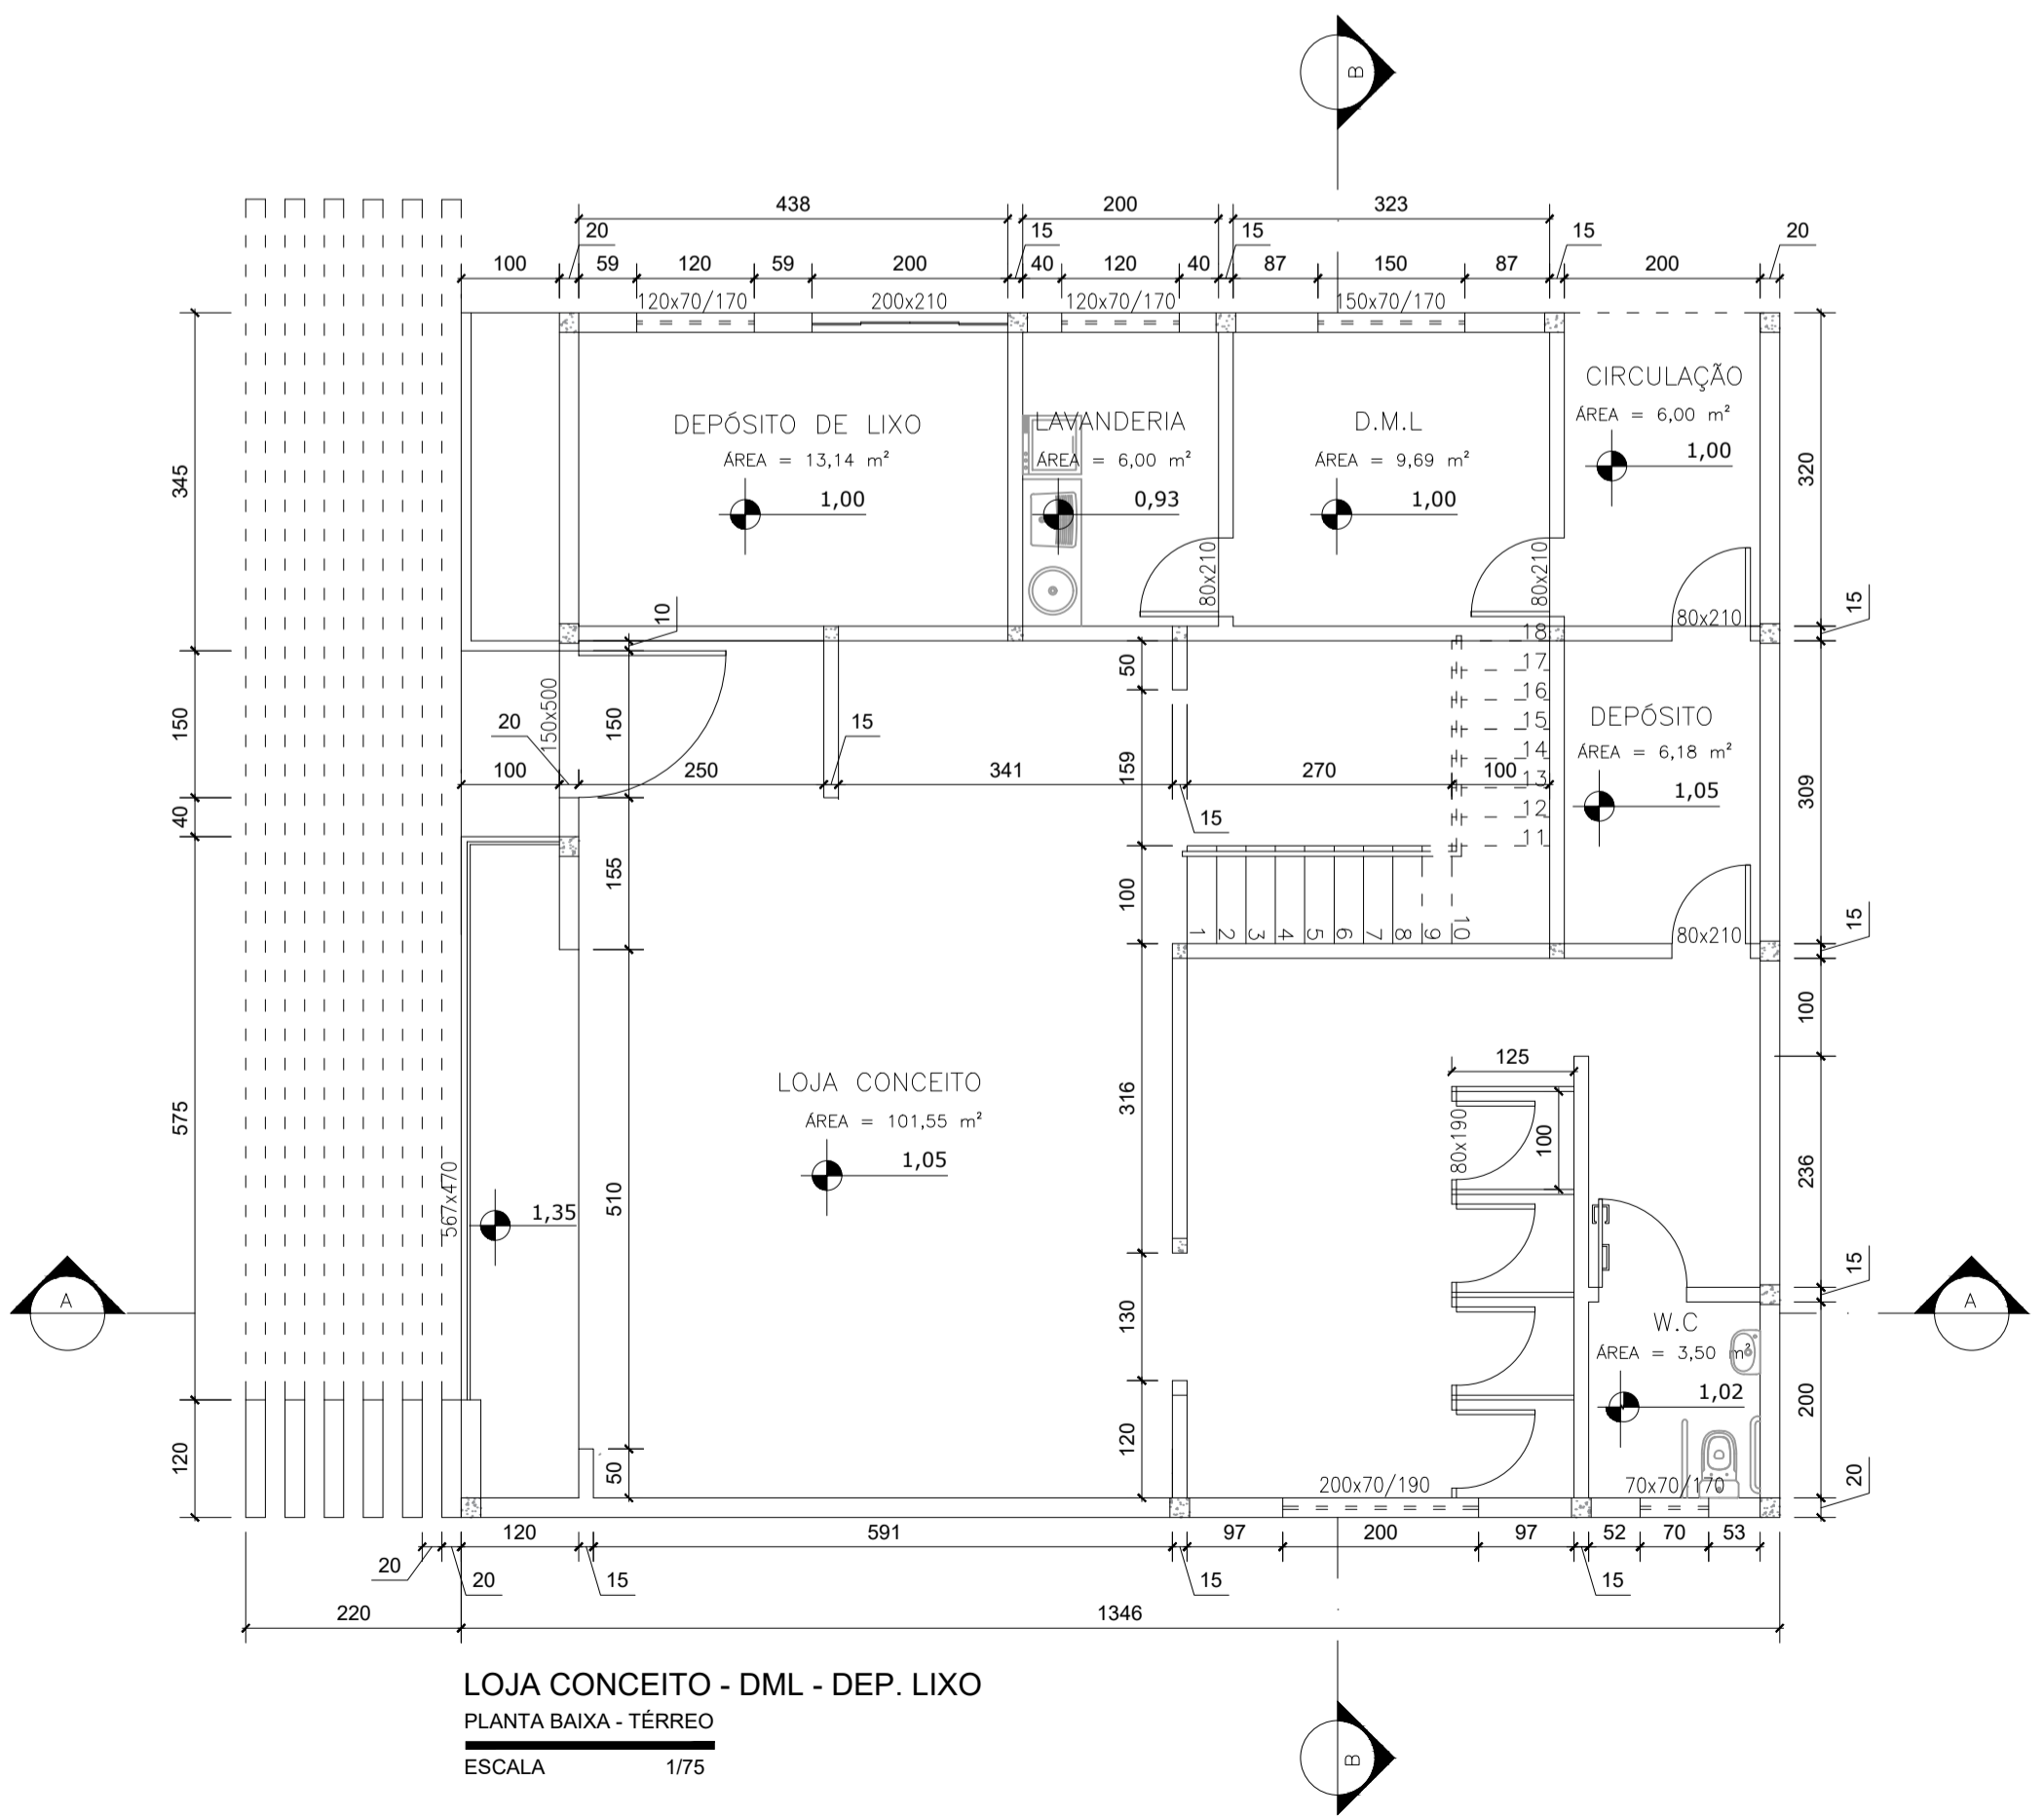 B
438
200
323
20
15
15
15
20
100
59
120
59
200
40
120
40
87
150
87
200
120x70/170
200x210
120x70/170
150x70/170
CIRCULAÇÃO
ÁREA = 6,00 m²
1,00
DEPÓSITO DE LIXO
ÁREA = 13,14 m²
1,00
LAVANDERIA
ÁREA = 6,00 m²
0,93
D.M.L
ÁREA = 9,69 m²
1,00
345
320
80x210
80x210
80x210
15
10
18
17
16
15
14
13
12
11
50
150x500
150
20
150
15
159
DEPÓSITO
ÁREA = 6,18 m²
1,05
309
100
250
341
270
100
15
40
155
100
1
2
3
4
5
6
7
8
9
10
80x210
15
100
125
LOJA CONCEITO
ÁREA = 101,55 m²
1,05
316
80x190
100
575
567x470
1,35
510
236
15
A
A
130
W.C
ÁREA = 3,50 m²
1,02
200
120
50
120
200x70/190
70x70/170
20
120
591
97
200
97
52
70
53
20
20
15
15
15
220
1346
LOJA CONCEITO - DML - DEP. LIXO
PLANTA BAIXA - TÉRREO
ESCALA 1/75
B